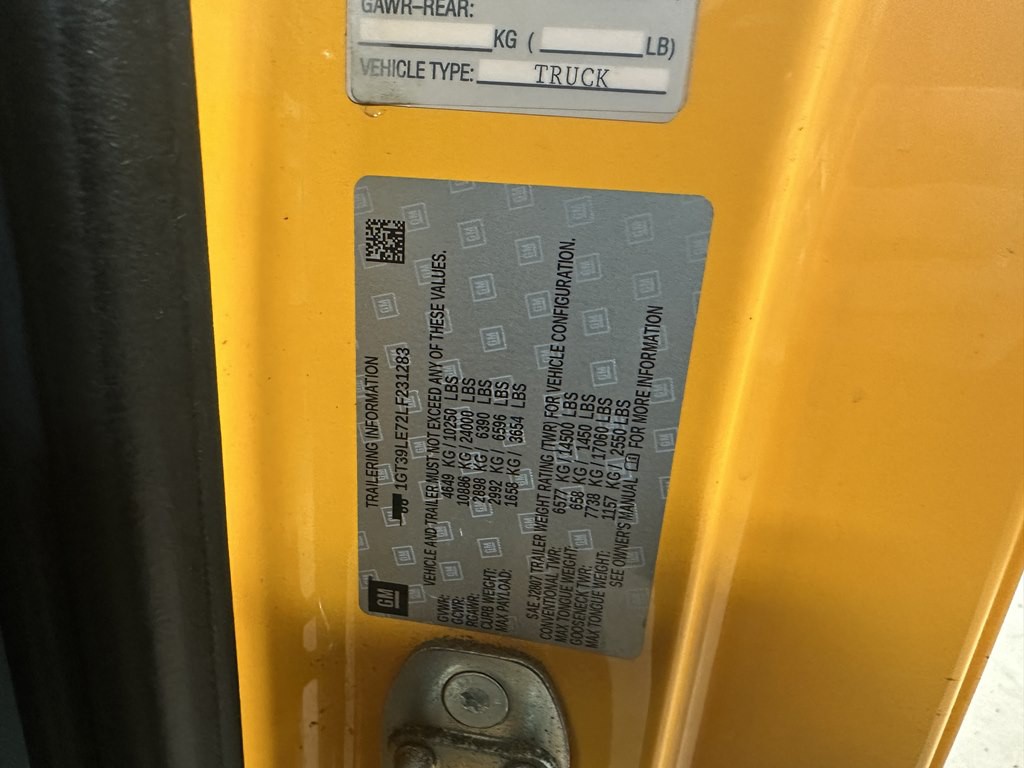 GAWR-REAR:
KG ( LB)
VEHICLE TYPE: TRUCK
GM
TRAILERING INFORMATION
1GT39LE72LF231283
VEHICLE AND TRAILER MUST NOT EXCEED ANY OF THESE VALUES.
GVWR: 4649 KG / 10250 LBS
GCWR: 10886 KG / 24000 LBS
RGAWR: 2898 KG / 6390 LBS
CURB WEIGHT: 2992 KG / 6596 LBS
MAX PAYLOAD: 1658 KG / 3654 LBS
SAE J2807 TRAILER WEIGHT RATING (TWR) FOR VEHICLE CONFIGURATION.
CONVENTIONAL TWR: 6577 KG / 14500 LBS
MAX TONGUE WEIGHT: 658 KG / 1450 LBS
GOOSENECK TWR: 7738 KG / 17060 LBS
MAX TONGUE WEIGHT: 1157 KG / 2550 LBS
SEE OWNER'S MANUAL FOR MORE INFORMATION